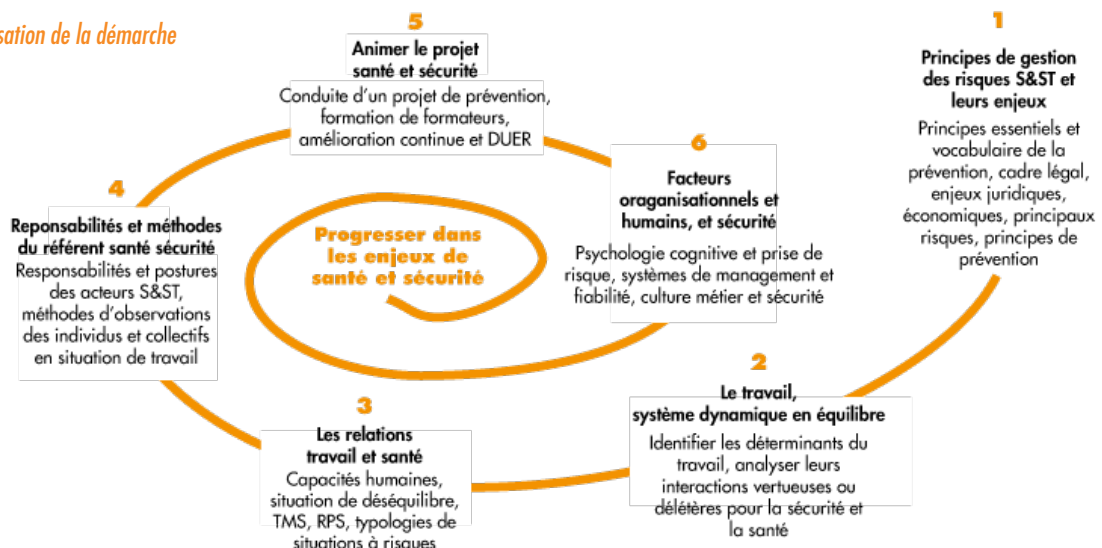 sation de la démarche
1
Principes de gestion
des risques S&ST et
leurs enjeux
Principes essentiels et
vocabulaire de la
prévention, cadre légal,
enjeux juridiques,
économiques, principaux
risques, principes de
prévention
2
Le travail,
système dynamique en équilibre
Identifier les déterminants du
travail, analyser leurs
interactions vertueuses ou
délétères pour la sécurité et
la santé
3
Les relations
travail et santé
Capacités humaines,
situation de déséquilibre,
TMS, RPS, typologies de
situations à risques
4
Reponsabilités et méthodes
du référent santé sécurité
Responsabilités et postures
des acteurs S&ST,
méthodes d'observations
des individus et collectifs
en situation de travail
5
Animer le projet
santé et sécurité
Conduite d'un projet de prévention,
formation de formateurs,
amélioration continue et DUER
6
Facteurs
oraganisationnels et
humains, et sécurité
Psychologie cognitive et prise de
risque, systèmes de management et
fiabilité, culture métier et sécurité
Progresser dans
les enjeux de
santé et sécurité